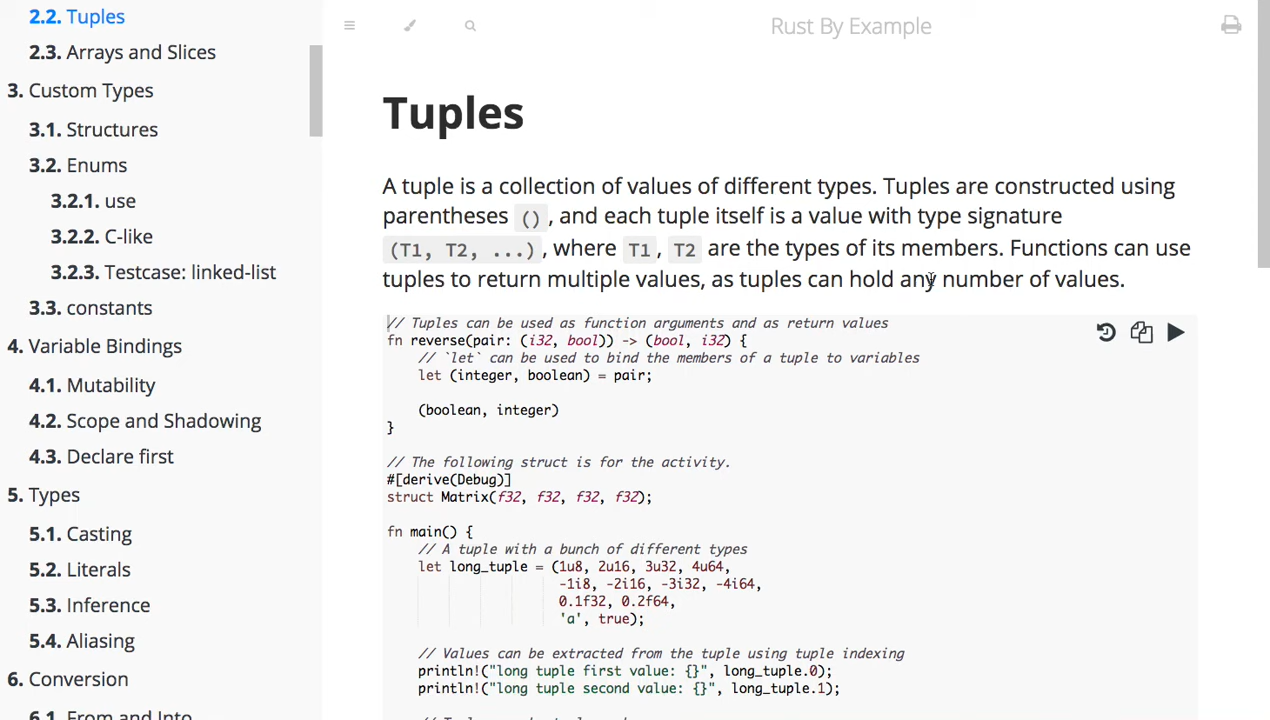 2.2. Tuples
2.3. Arrays and Slices
3. Custom Types
3.1. Structures
3.2. Enums
3.2.1. use
3.2.2. C-like
3.2.3. Testcase: linked-list
3.3. constants
4. Variable Bindings
4.1. Mutability
4.2. Scope and Shadowing
4.3. Declare first
5. Types
5.1. Casting
5.2. Literals
5.3. Inference
5.4. Aliasing
6. Conversion
6.1. From and Into
Rust By Example
Tuples
A tuple is a collection of values of different types. Tuples are constructed using
parentheses (), and each tuple itself is a value with type signature
(T1, T2, ...), where T1, T2 are the types of its members. Functions can use
tuples to return multiple values, as tuples can hold any number of values.
// Tuples can be used as function arguments and as return values
fn reverse(pair: (i32, bool)) -> (bool, i32) {
    // `let` can be used to bind the members of a tuple to variables
    let (integer, boolean) = pair;
    (boolean, integer)
}
// The following struct is for the activity.
#[derive(Debug)]
struct Matrix(f32, f32, f32, f32);
fn main() {
    // A tuple with a bunch of different types
    let long_tuple = (1u8, 2u16, 3u32, 4u64,
                      -1i8, -2i16, -3i32, -4i64,
                      0.1f32, 0.2f64,
                      'a', true);
    // Values can be extracted from the tuple using tuple indexing
    println!("long tuple first value: {}", long_tuple.0);
    println!("long tuple second value: {}", long_tuple.1);